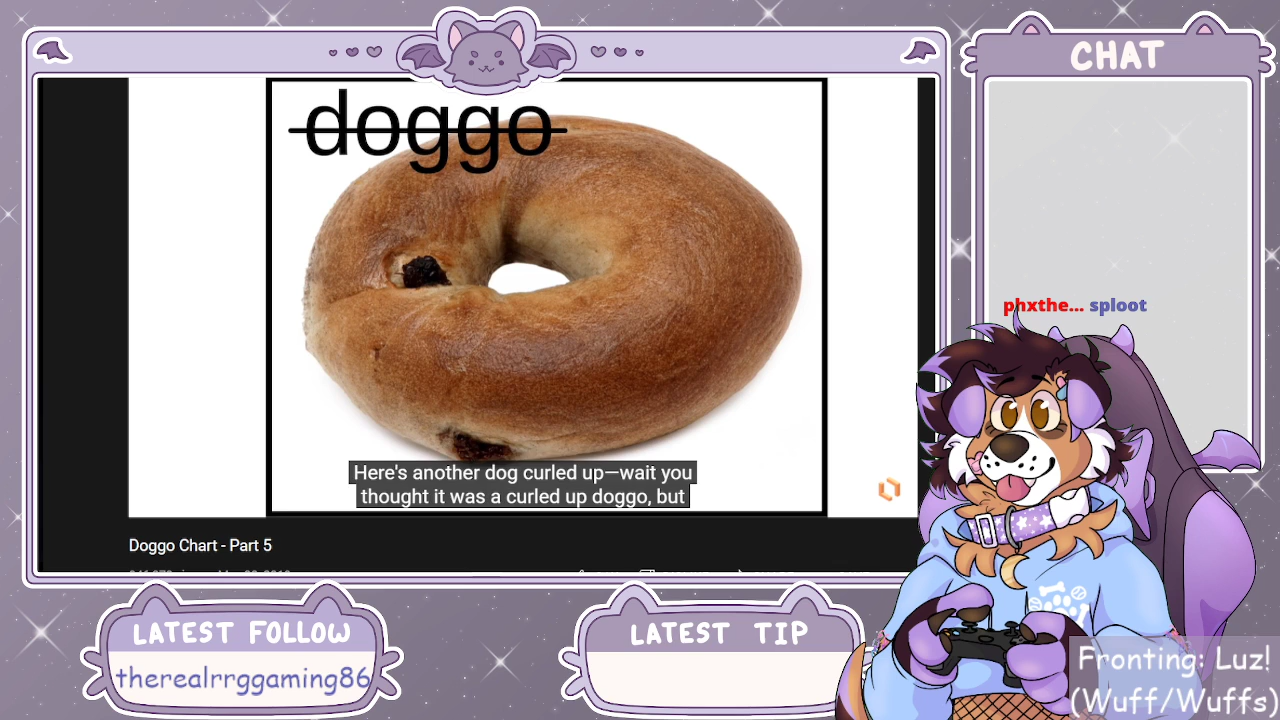 CHAT
doggo
phxthe... sploot
Here's another dog curled up—wait you
thought it was a curled up doggo, but
Doggo Chart - Part 5
LATEST FOLLOW
therealrrggaming86
LATEST TIP
Fronting: Luz!
(Wuff/Wuffs)